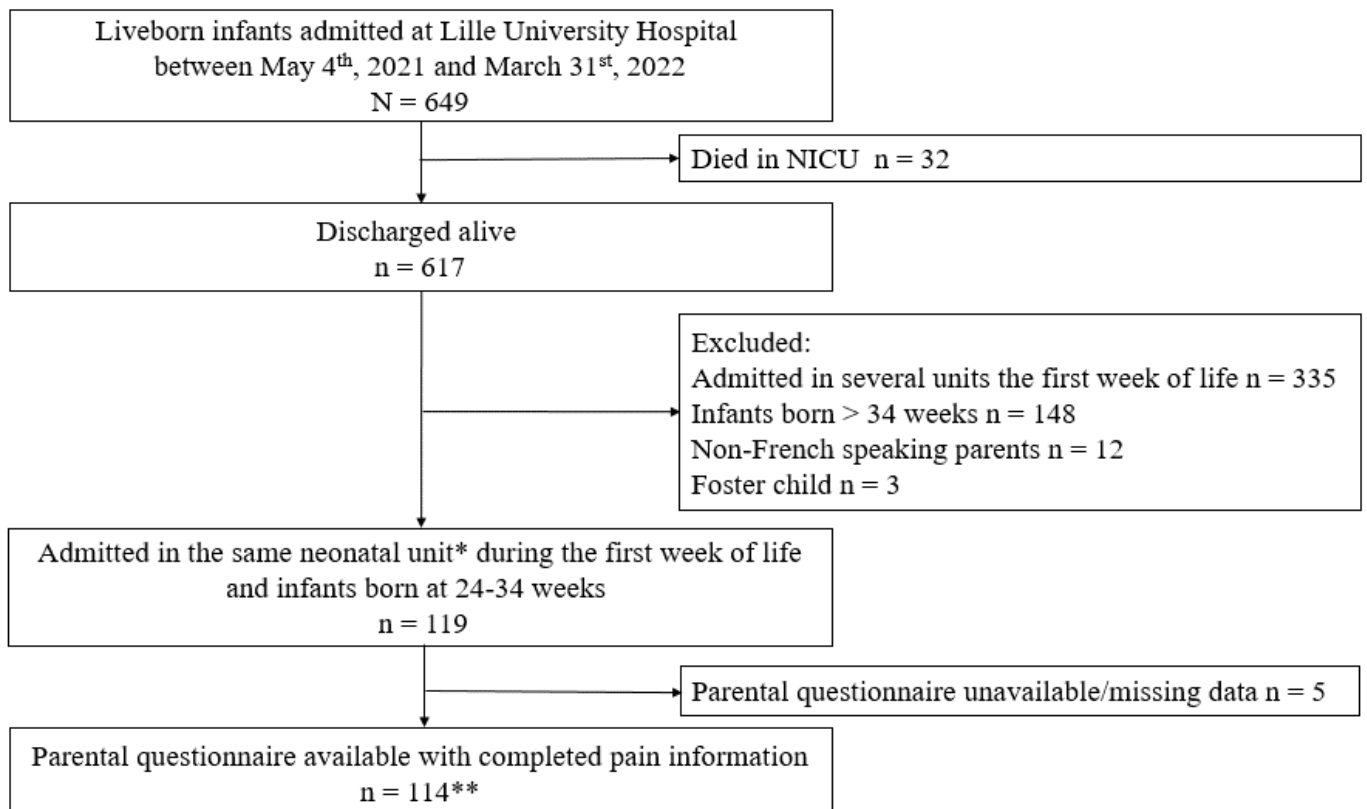 Liveborn infants admitted at Lille University Hospital
between May 4th, 2021 and March 31st, 2022
N = 649
Died in NICU n = 32
Discharged alive
n = 617
Excluded:
Admitted in several units the first week of life n = 335
Infants born > 34 weeks n = 148
Non-French speaking parents n = 12
Foster child n = 3
Admitted in the same neonatal unit* during the first week of life
and infants born at 24-34 weeks
n = 119
Parental questionnaire unavailable/missing data n = 5
Parental questionnaire available with completed pain information
n = 114**